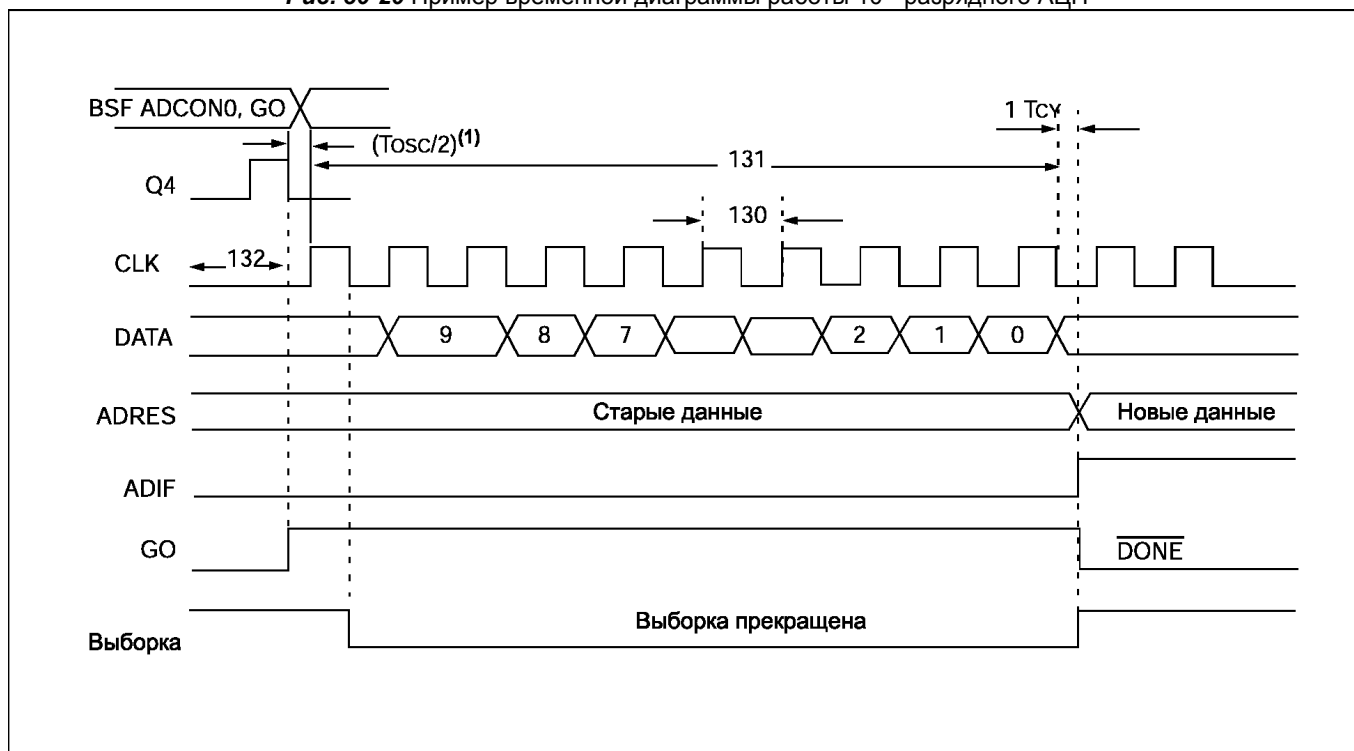 Рис. 30-20 Пример временной диаграммы работы 10 - разрядного АЦП
BSF ADCON0, GO
(TOSC/2)(1)
1 TCY
131
Q4
130
CLK
132
DATA
9 8 7 2 1 0
ADRES
Старые данные
Новые данные
ADIF
GO
DONE
Выборка прекращена
Выборка